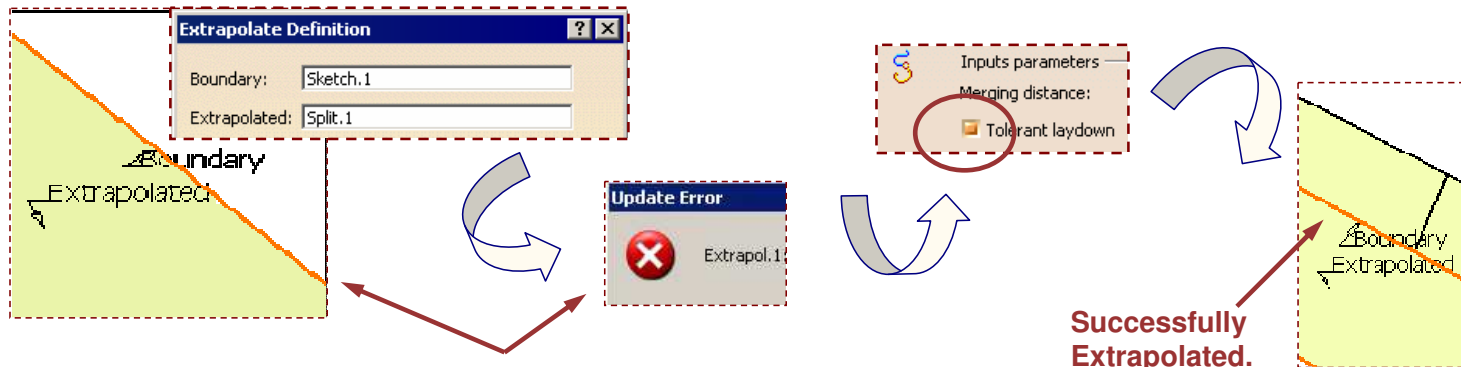 Extrapolate Definition
Boundary: Sketch.1
Extrapolated: Split.1
Boundary
Extrapolated
Update Error
Extrapol.1
Inputs parameters
Merging distance:
Tolerant laydown
Boundary
Extrapolated
Successfully
Extrapolated.